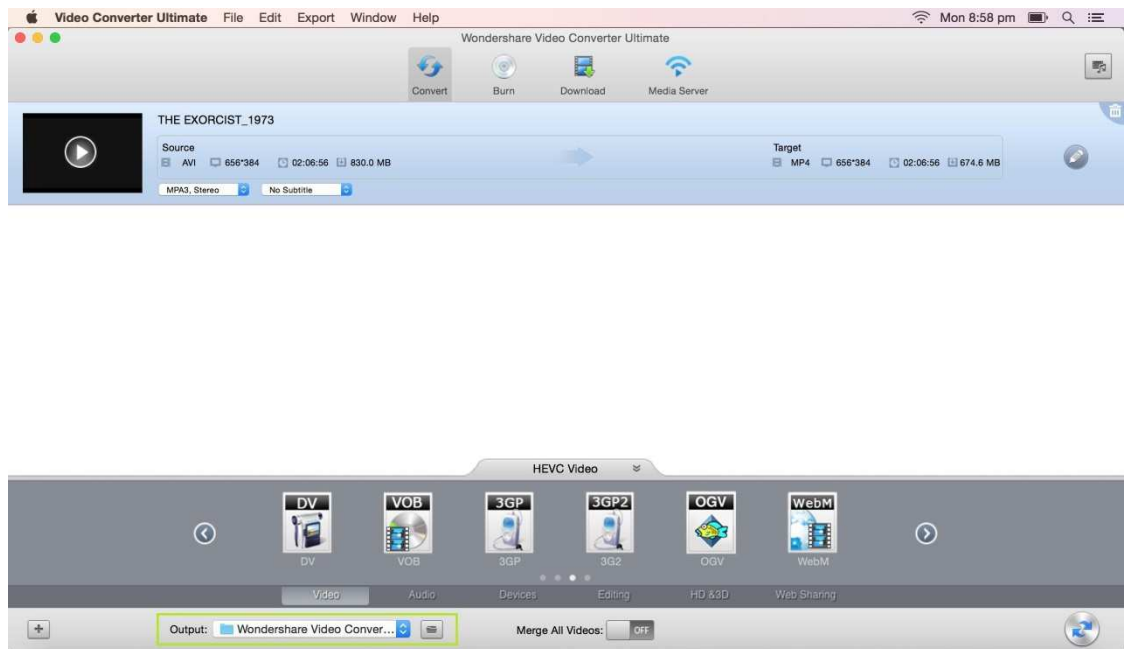 Video Converter Ultimate File Edit Export Window Help Mon 8:58 pm
Wondershare Video Converter Ultimate
Convert Burn Download Media Server
THE EXORCIST_1973
Source Target
AVI 656*384 02:06:56 830.0 MB MP4 656*384 02:06:56 674.6 MB
MPA3, Stereo No Subtitle
HEVC Video
DV VOB 3GP 3GP2 OGV WebM
DV VOB 3GP 3G2 OGV WebM
Video Audio Devices Editing HD &3D Web Sharing
Output: Wondershare Video Conver... Merge All Videos: OFF